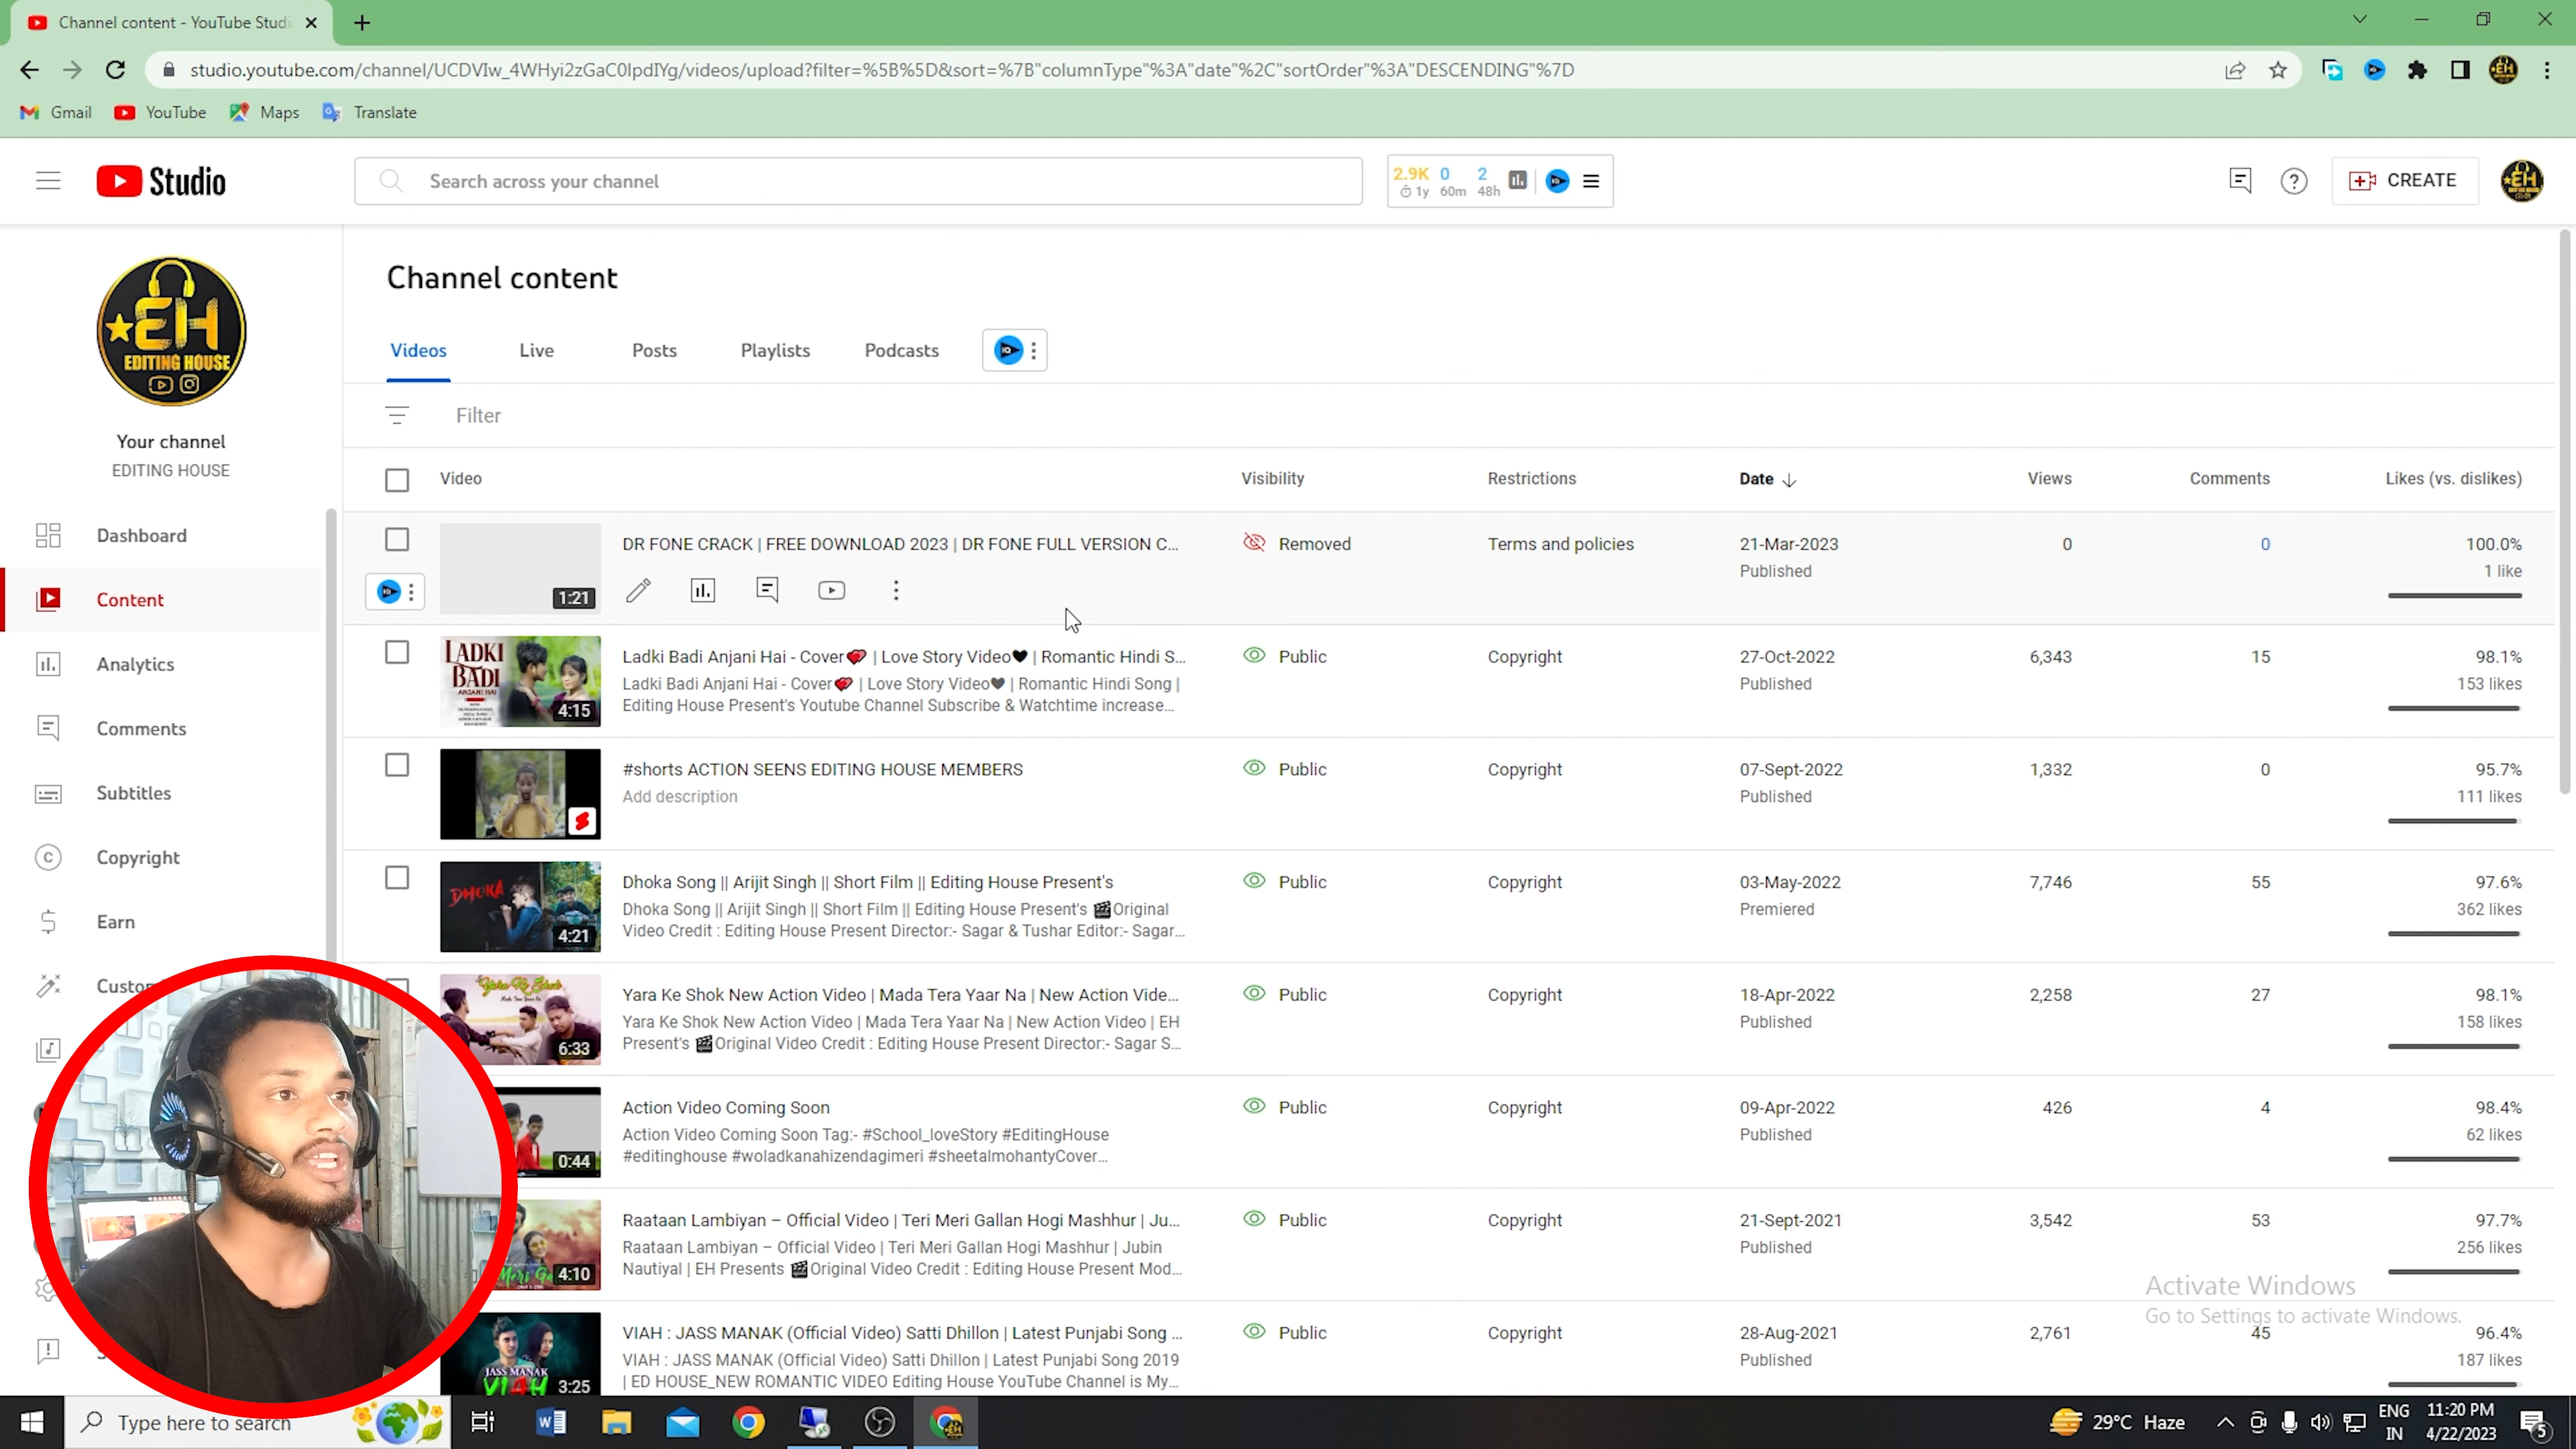 Channel content - YouTube Studi
studio.youtube.com/channel/UCDVIw_4WHyi2zGaC0lpdIYg/videos/upload?filter=%5B%5D&sort=%7B"columnType"%3A"date"%2C"sortOrder"%3A"DESCENDING"%7D
Gmail YouTube Maps Translate
Studio
Search across your channel
2.9K 0 2
1y 60m 48h
CREATE
EH
EDITING HOUSE
Your channel
EDITING HOUSE
Dashboard
Content
Analytics
Comments
Subtitles
Copyright
Earn
Channel content
Videos Live Posts Playlists Podcasts
Filter
Video Visibility Restrictions Date Views Comments Likes (vs. dislikes)
DR FONE CRACK | FREE DOWNLOAD 2023 | DR FONE FULL VERSION C... Removed Terms and policies 21-Mar-2023 0 0 100.0%
Published 1 like
1:21
LADKI BADI ANJANI HAI
4:15
Ladki Badi Anjani Hai - Cover💞 | Love Story Video🖤 | Romantic Hindi S... Public Copyright 27-Oct-2022 6,343 15 98.1%
Ladki Badi Anjani Hai - Cover💞 | Love Story Video🖤 | Romantic Hindi Song | Published 153 likes
Editing House Present's Youtube Channel Subscribe & Watchtime increase...
#shorts ACTION SEENS EDITING HOUSE MEMBERS Public Copyright 07-Sept-2022 1,332 0 95.7%
Add description Published 111 likes
DHOKA
4:21
Dhoka Song || Arijit Singh || Short Film || Editing House Present's Public Copyright 03-May-2022 7,746 55 97.6%
Dhoka Song || Arijit Singh || Short Film || Editing House Present's 🎬Original Premiered 362 likes
Video Credit : Editing House Present Director:- Sagar & Tushar Editor:- Sagar...
6:33
Yara Ke Shok New Action Video | Mada Tera Yaar Na | New Action Vide... Public Copyright 18-Apr-2022 2,258 27 98.1%
Yara Ke Shok New Action Video | Mada Tera Yaar Na | New Action Video | EH Published 158 likes
Present's 🎬Original Video Credit : Editing House Present Director:- Sagar S...
0:44
Action Video Coming Soon Public Copyright 09-Apr-2022 426 4 98.4%
Action Video Coming Soon Tag:- #School_loveStory #EditingHouse Published 62 likes
#editinghouse #woladkanahizendagimeri #sheetalmohantyCover...
4:10
Raataan Lambiyan – Official Video | Teri Meri Gallan Hogi Mashhur | Ju... Public Copyright 21-Sept-2021 3,542 53 97.7%
Raataan Lambiyan – Official Video | Teri Meri Gallan Hogi Mashhur | Jubin Published 256 likes
Nautiyal | EH Presents 🎬Original Video Credit : Editing House Present Mod...
JASS MANAK
VIAH
3:25
VIAH : JASS MANAK (Official Video) Satti Dhillon | Latest Punjabi Song ... Public Copyright 28-Aug-2021 2,761 45 96.4%
VIAH : JASS MANAK (Official Video) Satti Dhillon | Latest Punjabi Song 2019 Published 187 likes
| ED HOUSE_NEW ROMANTIC VIDEO Editing House YouTube Channel is My...
Activate Windows
Go to Settings to activate Windows.
Type here to search
29°C Haze
ENG
IN
11:20 PM
4/22/2023
5